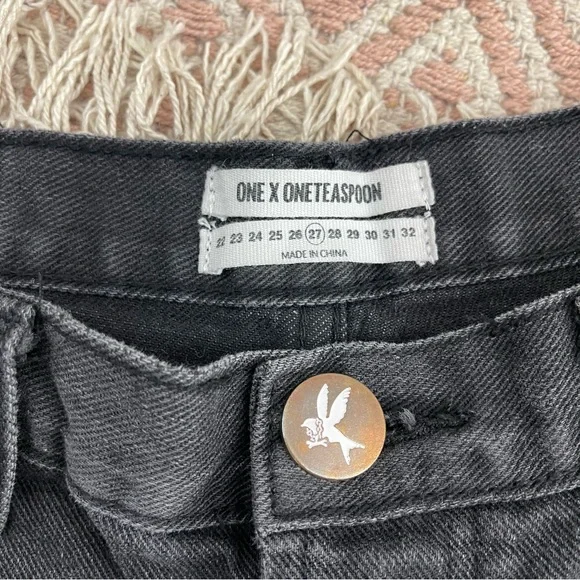 ONE X ONETEASPOON
22 23 24 25 26 27 28 29 30 31 32
MADE IN CHINA